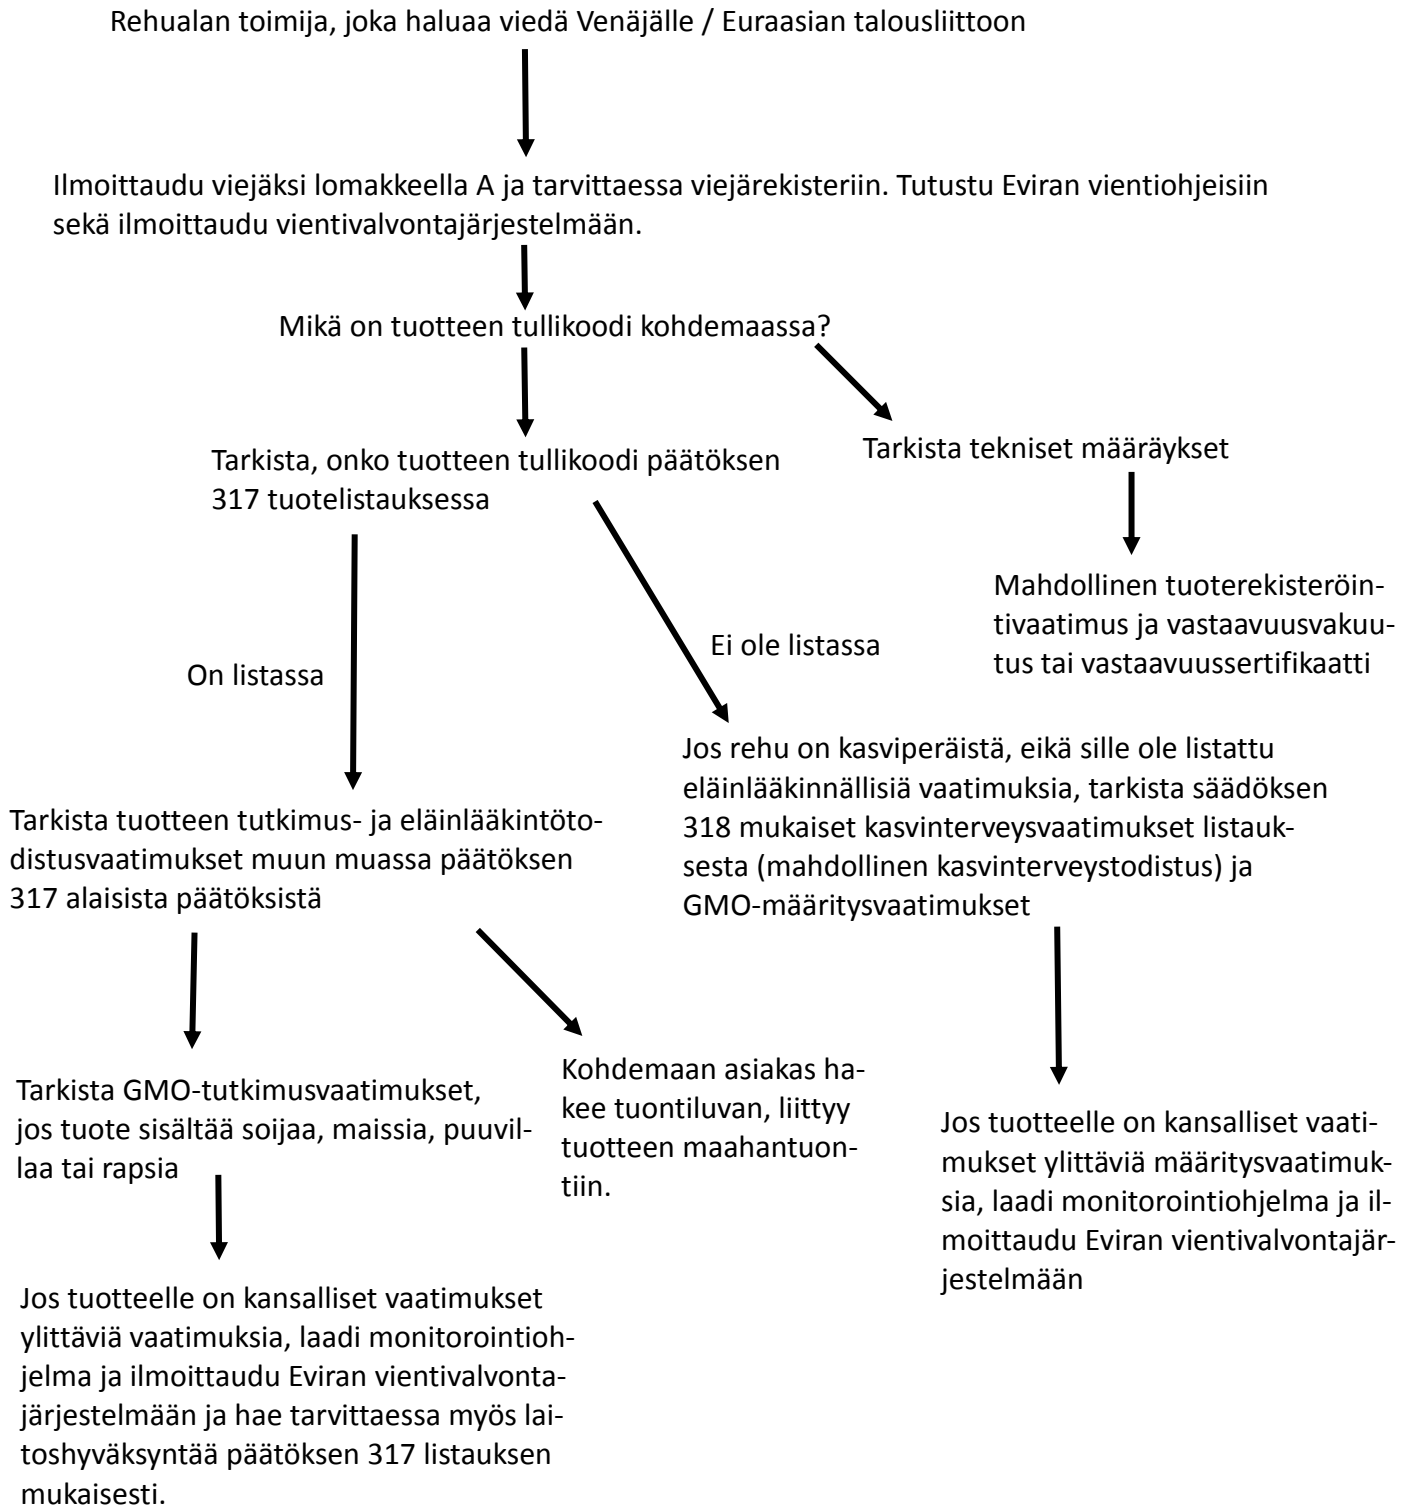 Rehualan toimija, joka haluaa viedä Venäjälle / Euraasian talousliittoon
Ilmoittaudu viejäksi lomakkeella A ja tarvittaessa viejärekisteriin. Tutustu Eviran vientiohjeisiin
sekä ilmoittaudu vientivalvontajärjestelmään.
Mikä on tuotteen tullikoodi kohdemaassa?
Tarkista, onko tuotteen tullikoodi päätöksen
317 tuotelistauksessa
Tarkista tekniset määräykset
Mahdollinen tuoterekisteröin-
tivaatimus ja vastaavuusvakuu-
tus tai vastaavuussertifikaatti
On listassa
Ei ole listassa
Tarkista tuotteen tutkimus- ja eläinlääkintöto-
distusvaatimukset muun muassa päätöksen
317 alaisista päätöksistä
Jos rehu on kasviperäistä, eikä sille ole listattu
eläinlääkinnällisiä vaatimuksia, tarkista säädöksen
318 mukaiset kasvinterveysvaatimukset listauk-
sesta (mahdollinen kasvinterveystodistus) ja
GMO-määritysvaatimukset
Tarkista GMO-tutkimusvaatimukset,
jos tuote sisältää soijaa, maissia, puuvil-
laa tai rapsia
Kohdemaan asiakas ha-
kee tuontiluvan, liittyy
tuotteen maahantuon-
tiin.
Jos tuotteelle on kansalliset vaati-
mukset ylittäviä määritysvaatimuk-
sia, laadi monitorointiohjelma ja il-
moittaudu Eviran vientivalvontajär-
jestelmään
Jos tuotteelle on kansalliset vaatimukset
ylittäviä vaatimuksia, laadi monitorointioh-
jelma ja ilmoittaudu Eviran vientivalvonta-
järjestelmään ja hae tarvittaessa myös lai-
toshyväksyntää päätöksen 317 listauksen
mukaisesti.